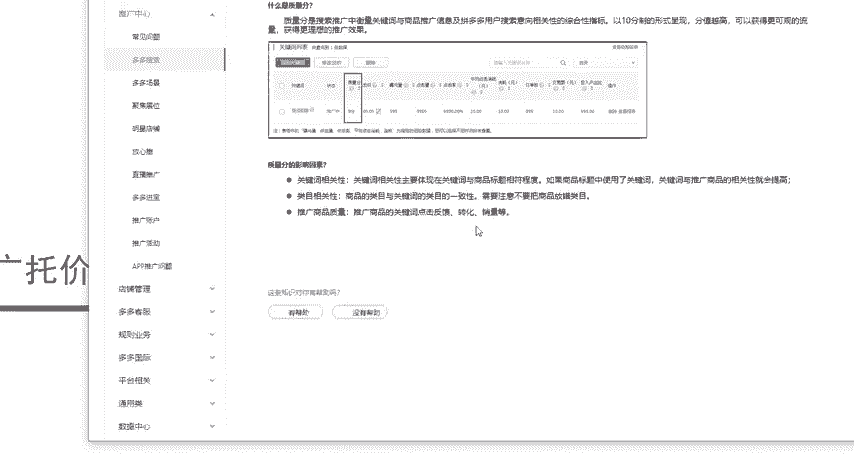 推广中心
什么是质量分?
质量分是搜索推广中衡量关键词与商品推广信息及拼多多用户搜索意向相关性的综合性指标。以10分制的形式呈现，分值越高，可以获得更可观的流
量，获得更理想的推广效果。
常见问题
关键词列表
多多搜索
多多场景
质量分
聚焦展位
明星店铺
推广中
放心推
直播推广
质量分的影响因素?
关键词相关性：关键词相关性主要体现在关键词与商品标题相符程度。如果商品标题中使用了关键词，关键词与推广商品的相关性就会提高；
多多进宝
类目相关性：商品的类目与关键词的类目的一致性。需要注意不要把商品放错类目。
推广账户
推广商品质量：推广商品的关键词点击反馈、转化、销量等。
推广活动
广托价
APP推广问题
店铺管理
这条知识对你有帮助吗?
多多客服
有帮助 没有帮助
规则业务
多多国际
平台相关
通用类
数据中心